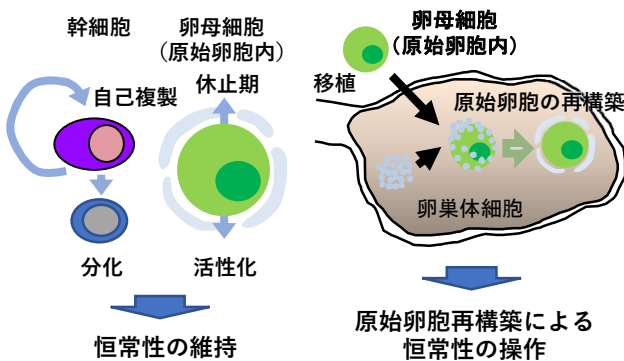 幹細胞
卵母細胞
(原始卵胞内)
休止期
自己複製
分化
活性化
恒常性の維持
卵母細胞
(原始卵胞内)
移植
原始卵胞の再構築
卵巣体細胞
原始卵胞再構築による
恒常性の操作